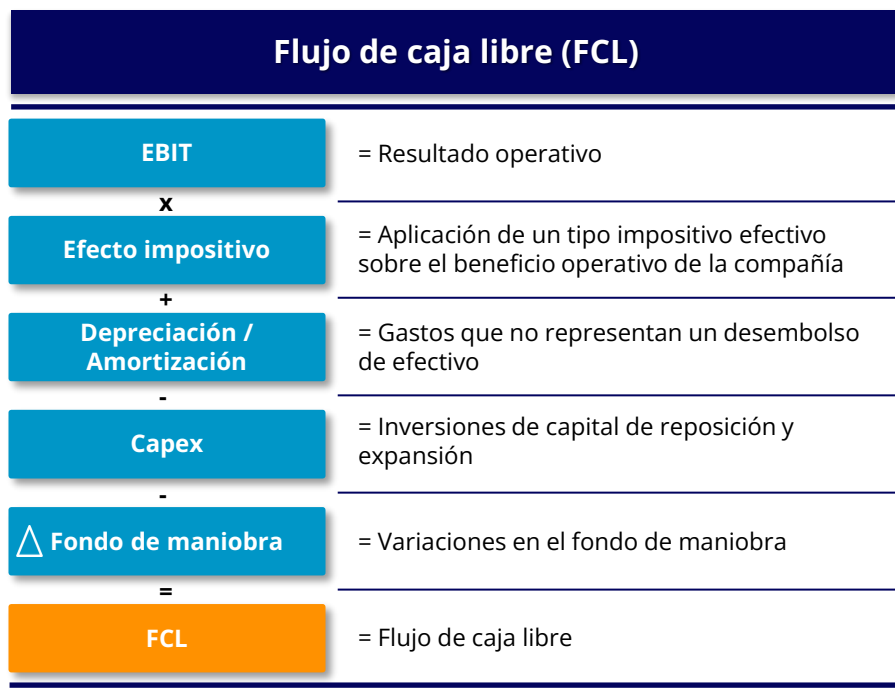 Flujo de caja libre (FCL)
EBIT
= Resultado operativo
x
Efecto impositivo
= Aplicación de un tipo impositivo efectivo
sobre el beneficio operativo de la compañía
+
Depreciación /
Amortización
= Gastos que no representan un desembolso
de efectivo
-
Capex
= Inversiones de capital de reposición y
expansión
-
△ Fondo de maniobra
= Variaciones en el fondo de maniobra
=
FCL
= Flujo de caja libre